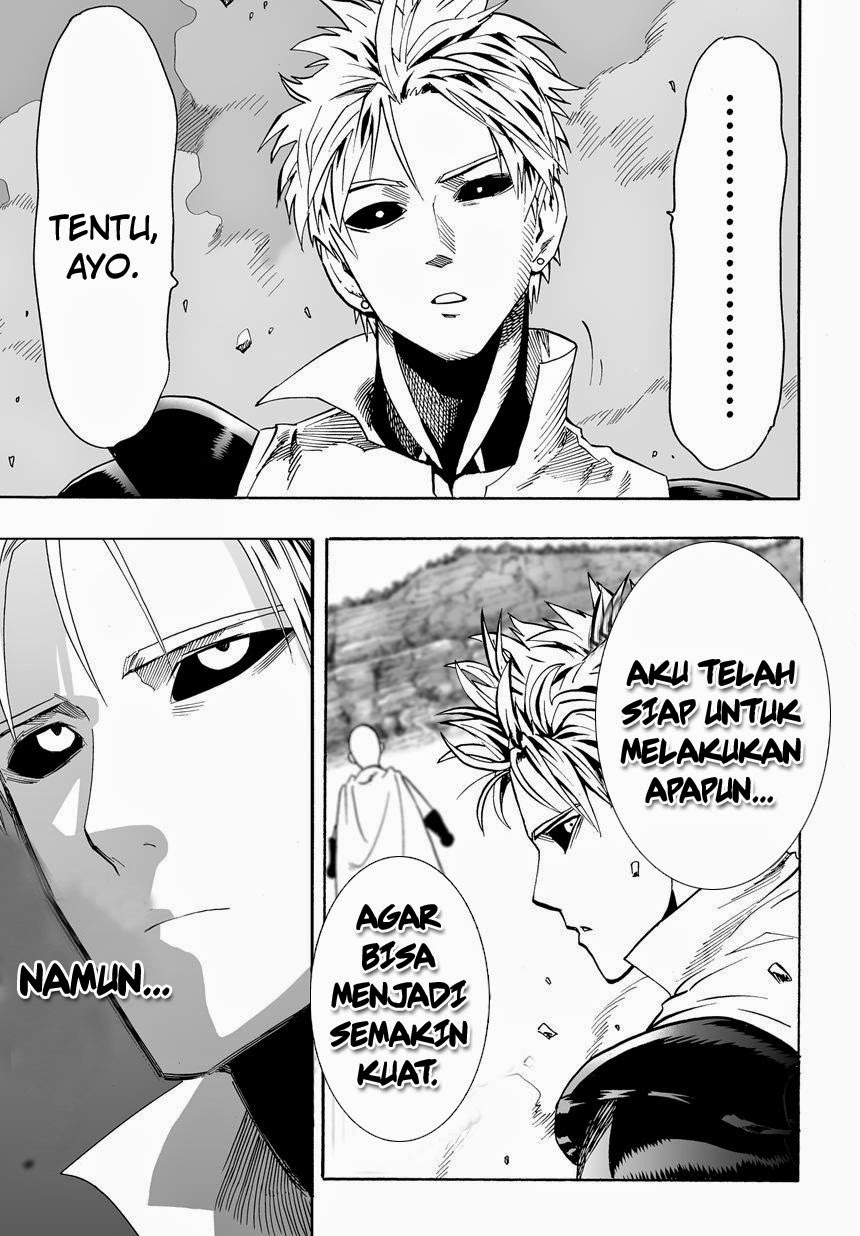 ....................
TENTU,
AYO.
AKU TELAH
SIAP UNTUK
MELAKUKAN
APAPUN...
AGAR
BISA
MENJADI
SEMAKIN
KUAT.
NAMUN...